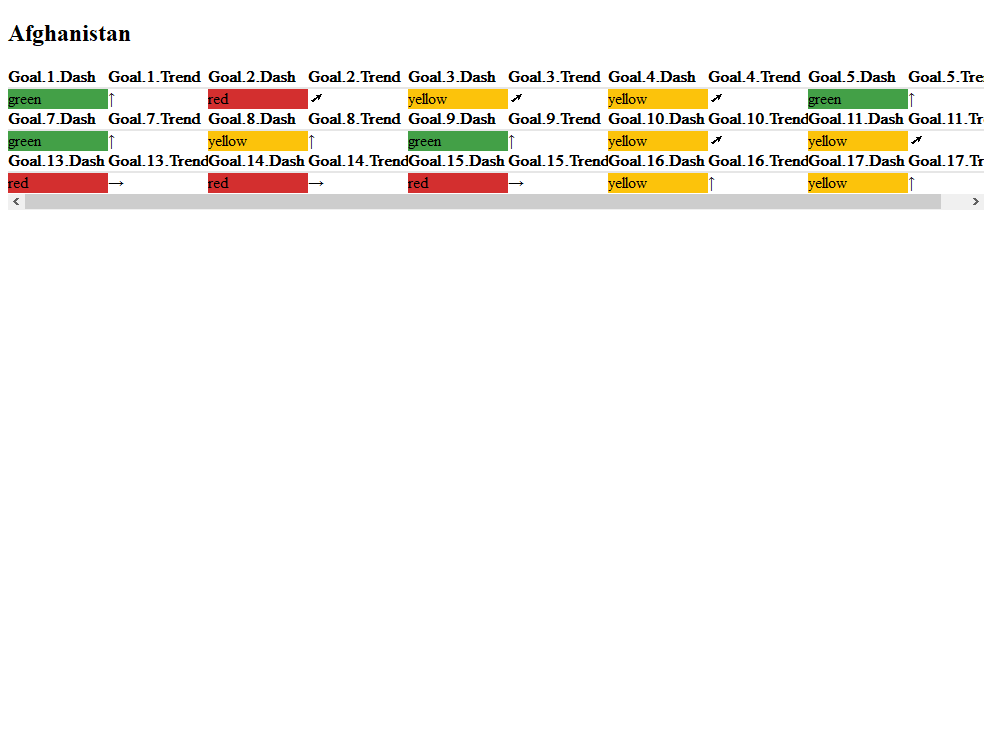 Afghanistan
Goal.1.Dash Goal.1.Trend Goal.2.Dash Goal.2.Trend Goal.3.Dash Goal.3.Trend Goal.4.Dash Goal.4.Trend Goal.5.Dash Goal.5.Tre
green ↑ red ↗ yellow ↗ yellow ↗ green ↑
Goal.7.Dash Goal.7.Trend Goal.8.Dash Goal.8.Trend Goal.9.Dash Goal.9.Trend Goal.10.Dash Goal.10.Trend Goal.11.Dash Goal.11.Tr
green ↑ yellow ↑ green ↑ yellow ↗ yellow ↗
Goal.13.Dash Goal.13.Trend Goal.14.Dash Goal.14.Trend Goal.15.Dash Goal.15.Trend Goal.16.Dash Goal.16.Trend Goal.17.Dash Goal.17.T
red → red → red → yellow ↑ yellow ↑